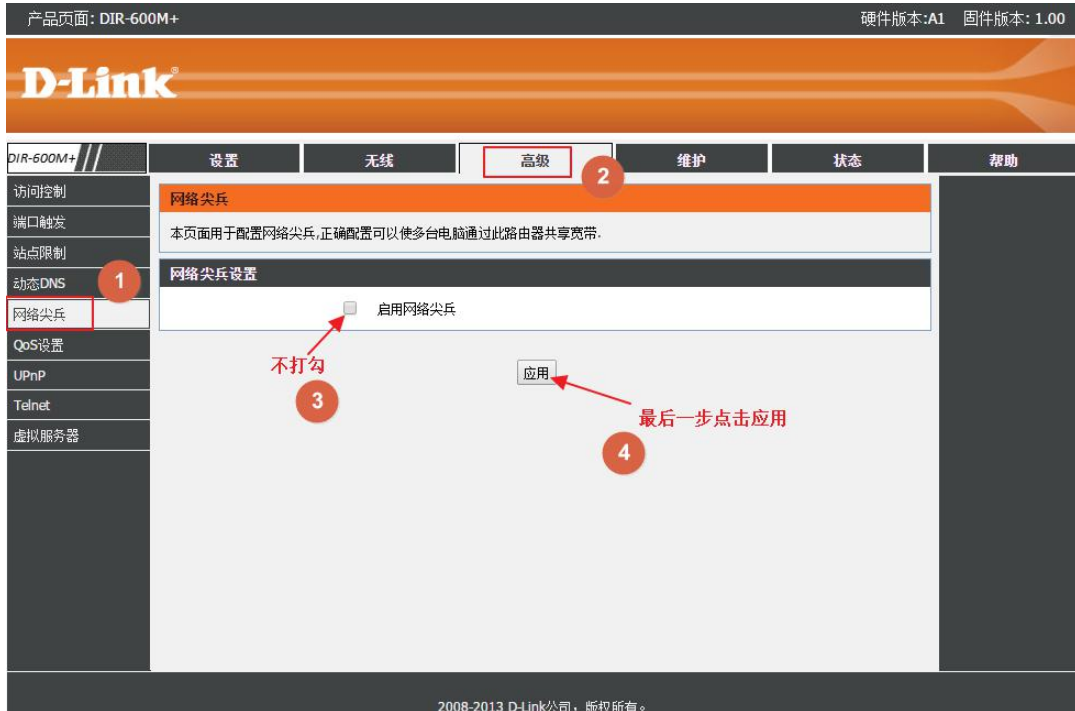 产品页面: DIR-600M+ 硬件版本:A1 固件版本: 1.00
D-Link®
DIR-600M+ 设置 无线 高级 维护 状态 帮助
2
访问控制
端口触发
站点限制
动态DNS
1
网络尖兵
QoS设置
UPnP
Telnet
虚拟服务器
网络尖兵
本页面用于配置网络尖兵,正确配置可以使多台电脑通过此路由器共享宽带.
网络尖兵设置
启用网络尖兵
不打勾
3
应用
最后一步点击应用
4
2008-2013 D-Link公司，版权所有。